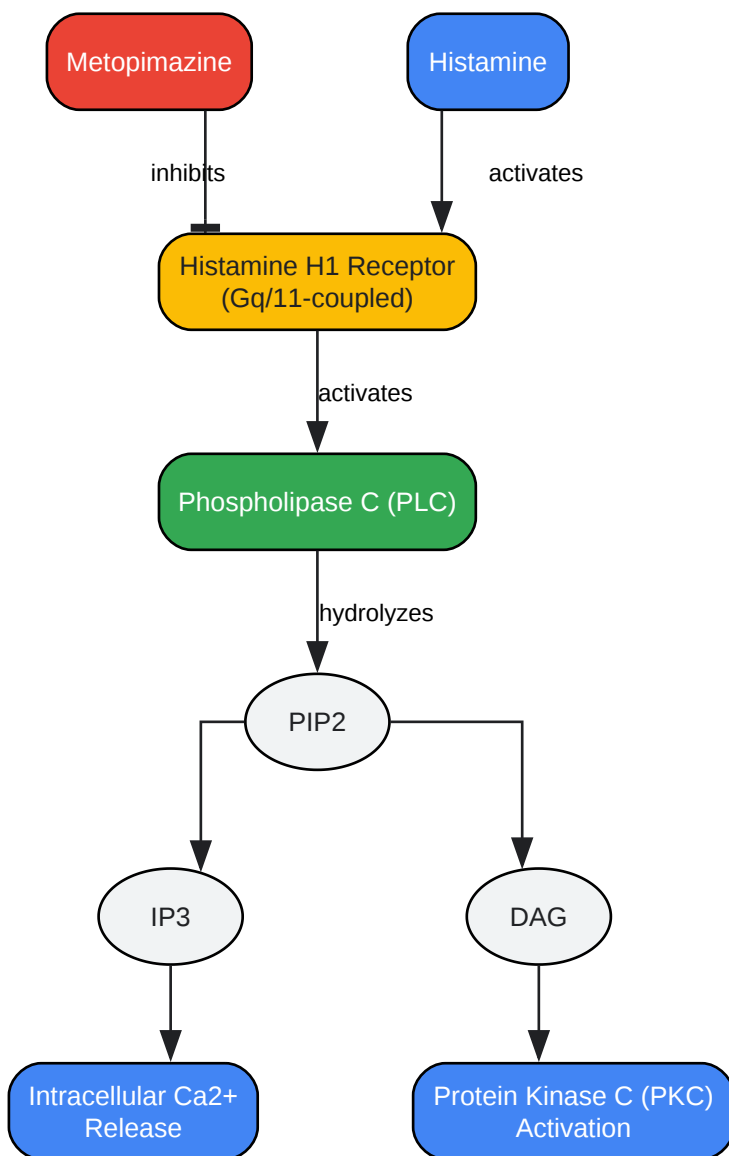 Metopimazine
Histamine
inhibits
activates
Histamine H1 Receptor
(Gq/11-coupled)
activates
Phospholipase C (PLC)
hydrolyzes
PIP2
IP3
DAG
Intracellular Ca2+
Release
Protein Kinase C (PKC)
Activation